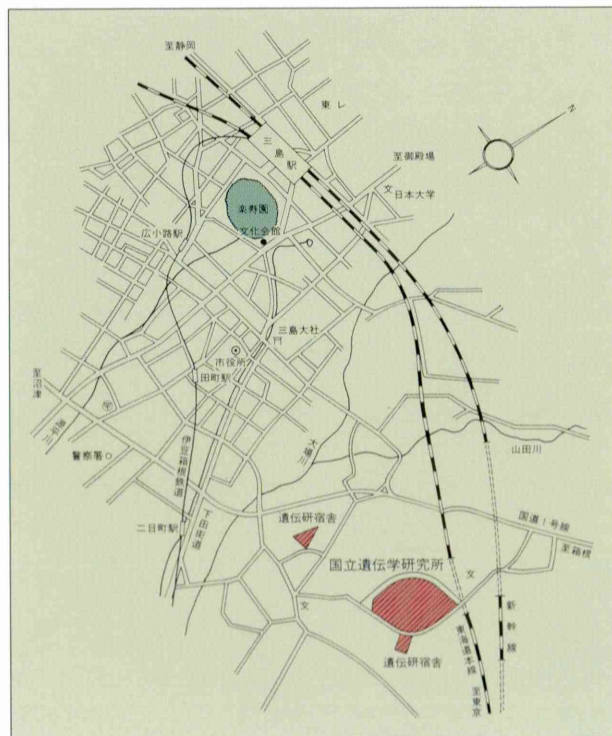 至静岡
東レ
N
三島駅
至御殿場
文
日本大学
楽寿園
広小路駅
文化会館
三島大社
市役所
田町駅
至沼津
警察署
伊豆箱根鉄道
下田街道
大場川
山田川
二日町駅
遺伝研宿舎
国道1号線
至箱根
国立遺伝学研究所
文
文
新幹線
遺伝研宿舎
東海道本線
至東京